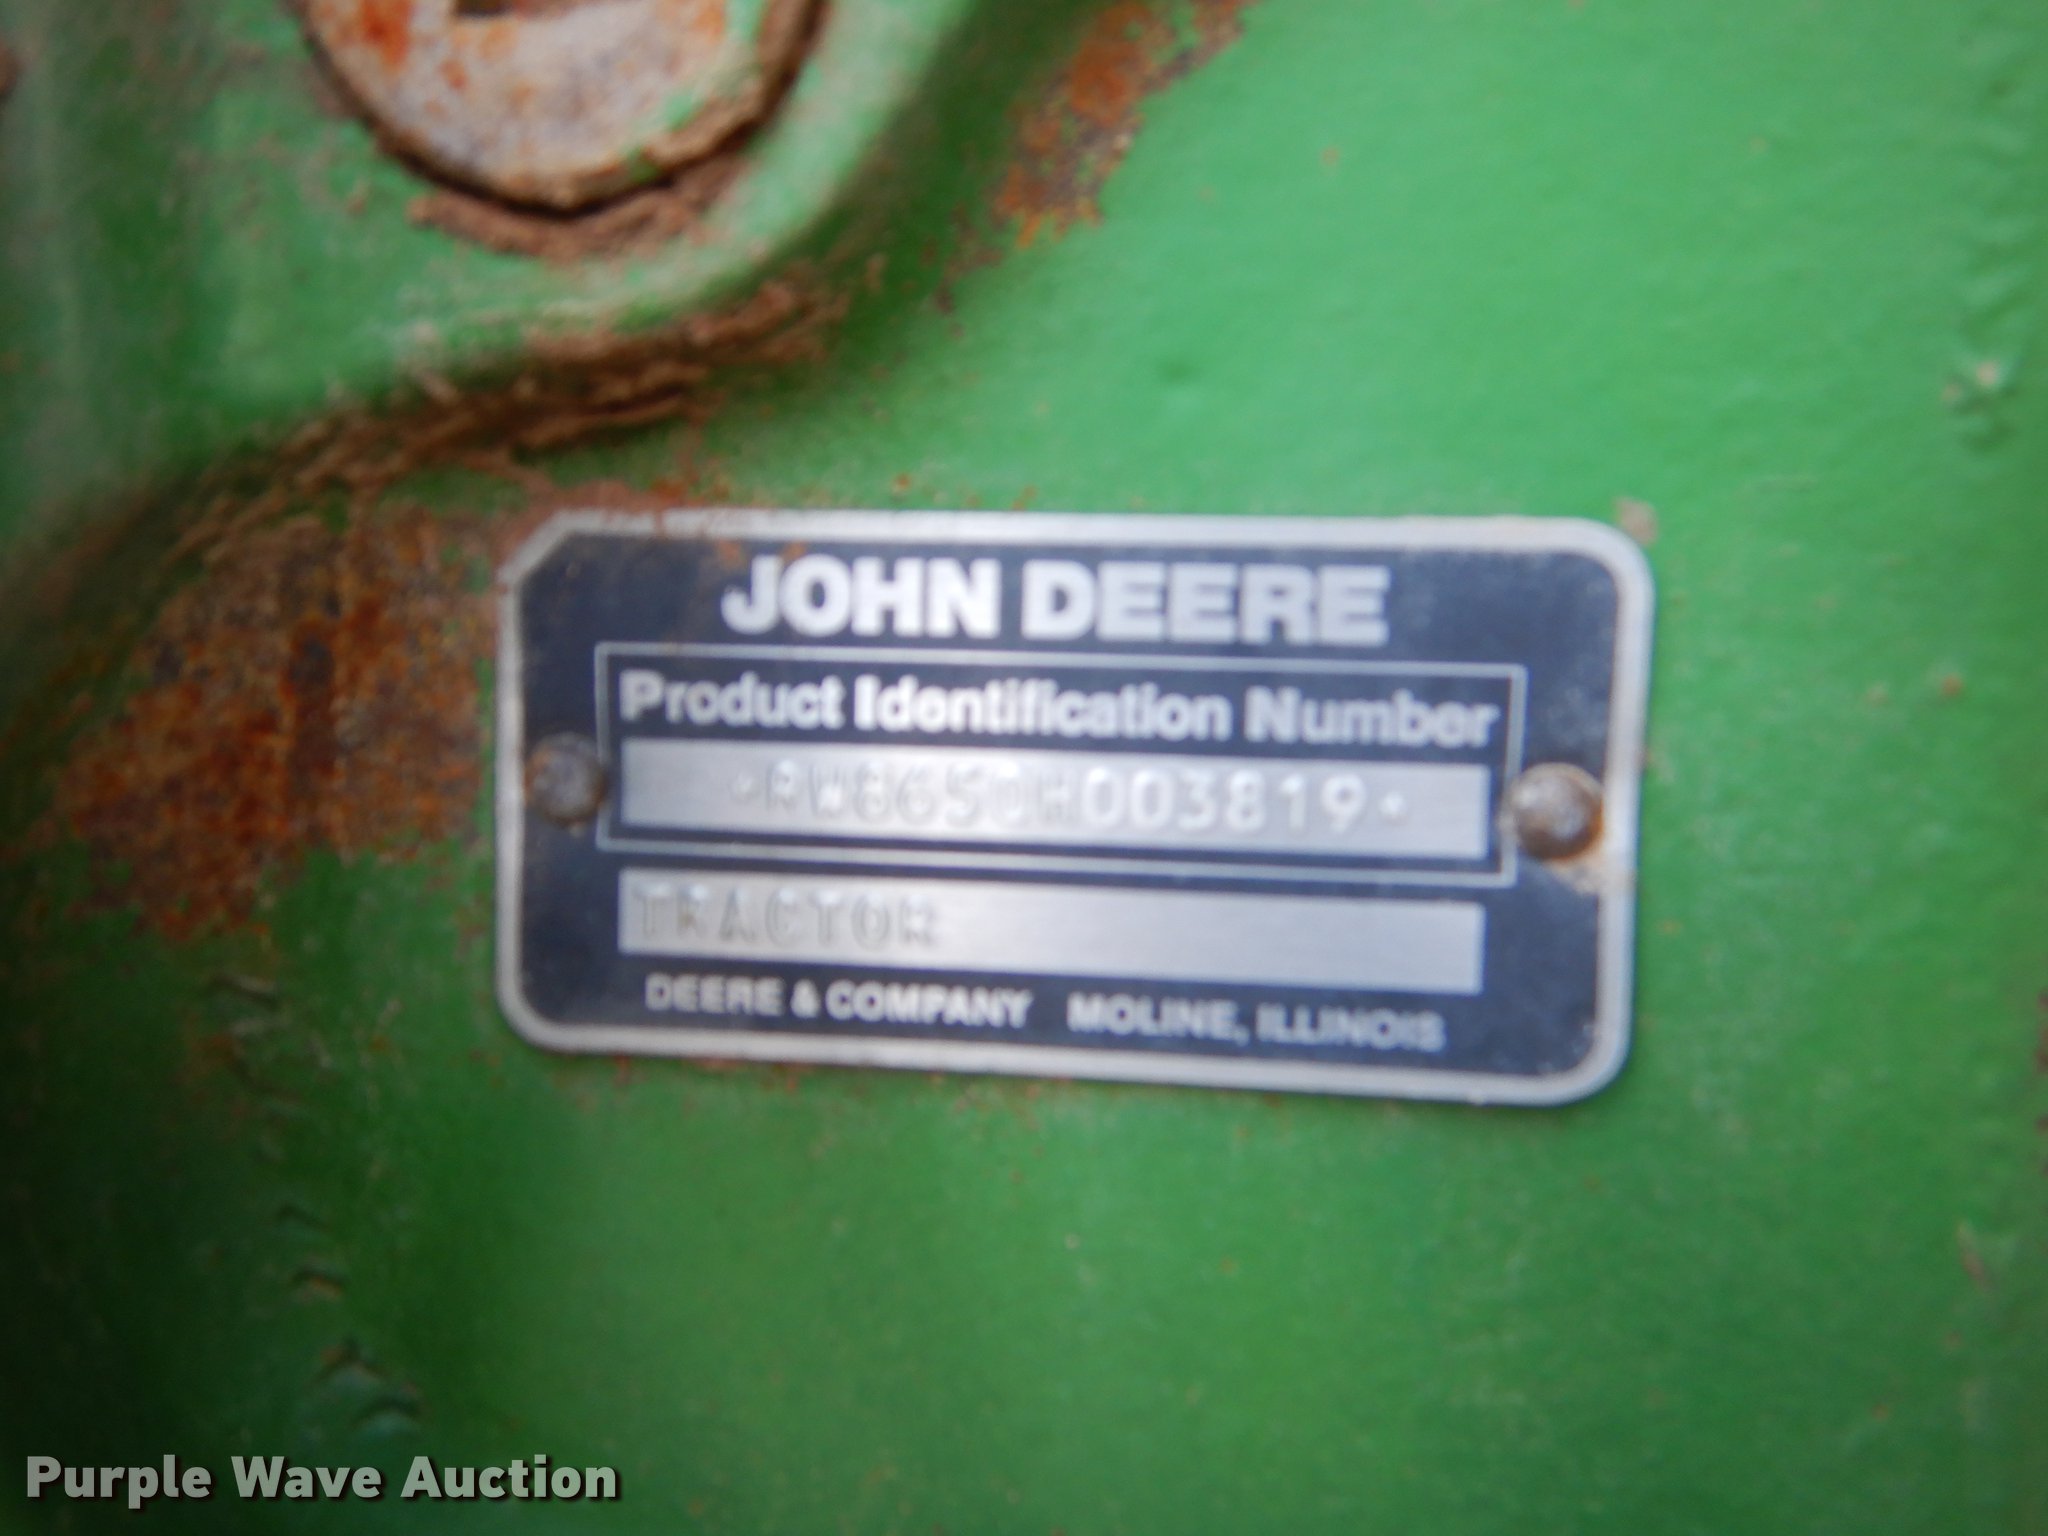 JOHN DEERE
Product Identification Number
*RW8650H003819*
TRACTOR
DEERE & COMPANY MOLINE, ILLINOIS
Purple Wave Auction